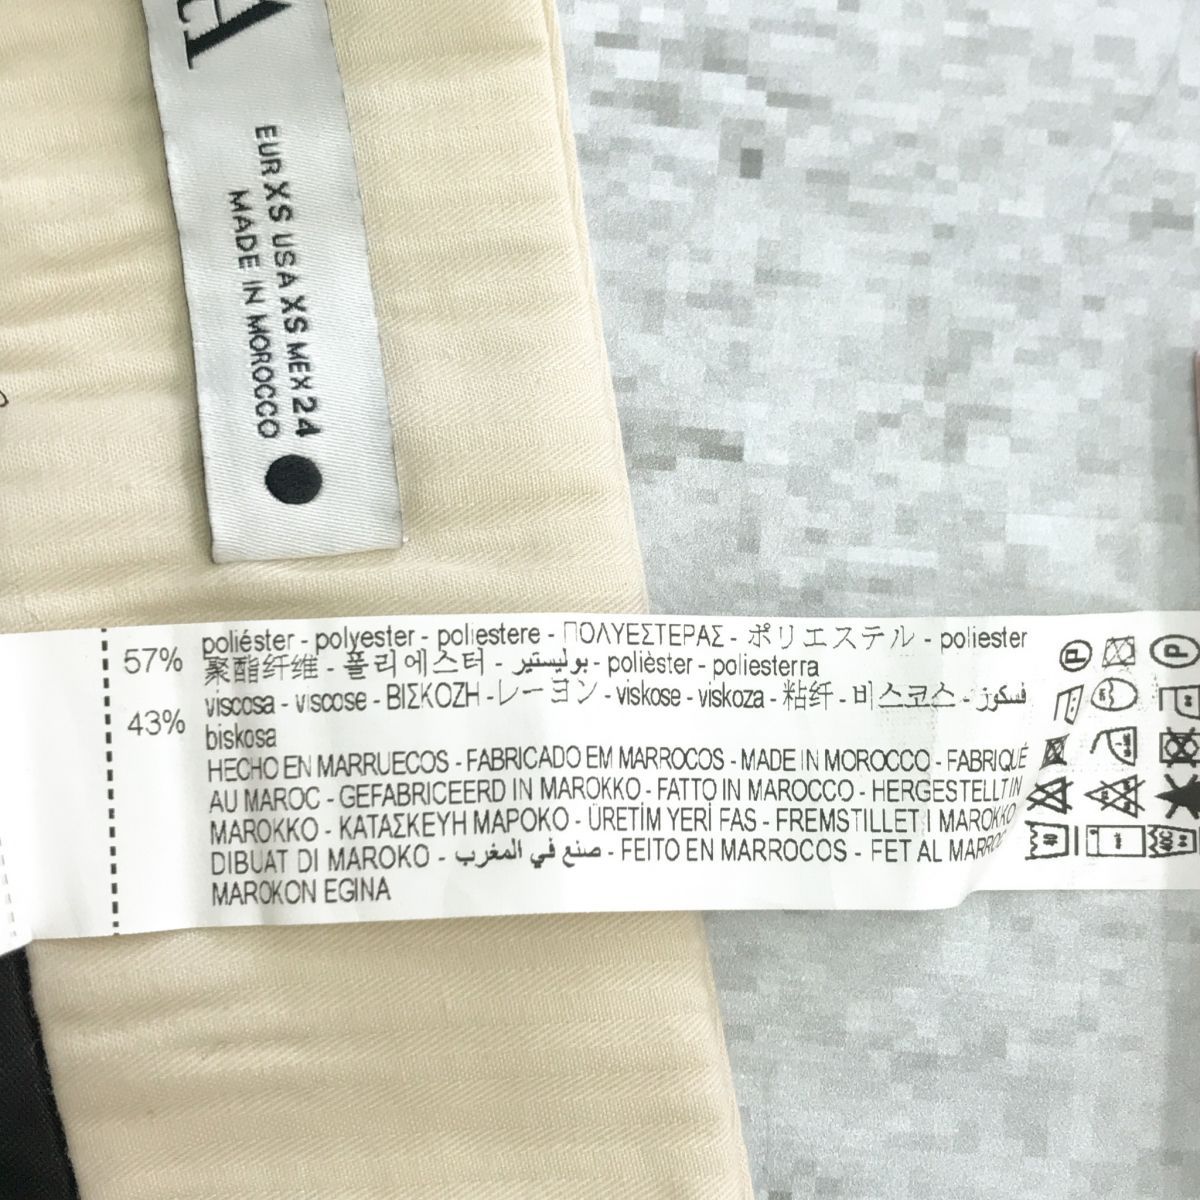 A
EUR XS USA XS MEX 24
MADE IN MOROCCO
57% poliéster - polyester - poliestere - ΠΟΛΥΕΣΤΕΡΑΣ - ポリエステル - poliester
聚酯纤维 - 폴리에스터 - بوليستير - polièster - poliesterra
43% viscosa - viscose - ΒΙΣΚΟΖΗ - レーヨン - viskose - viskoza - 粘纤 - 비스코스 - فسكوز
biskosa
HECHO EN MARRUECOS - FABRICADO EM MARROCOS - MADE IN MOROCCO - FABRIQUÉ
AU MAROC - GEFABRICEERD IN MAROKKO - FATTO IN MAROCCO - HERGESTELLT IN
MAROKKO - ΚΑΤΑΣΚΕΥΗ ΜΑΡΟΚΟ - ÜRETİM YERİ FAS - FREMSTILLET I MAROKKO
DIBUAT DI MAROKO - صنع في المغرب - FEITO EN MARROCOS - FET AL MARROC
MAROKON EGINA